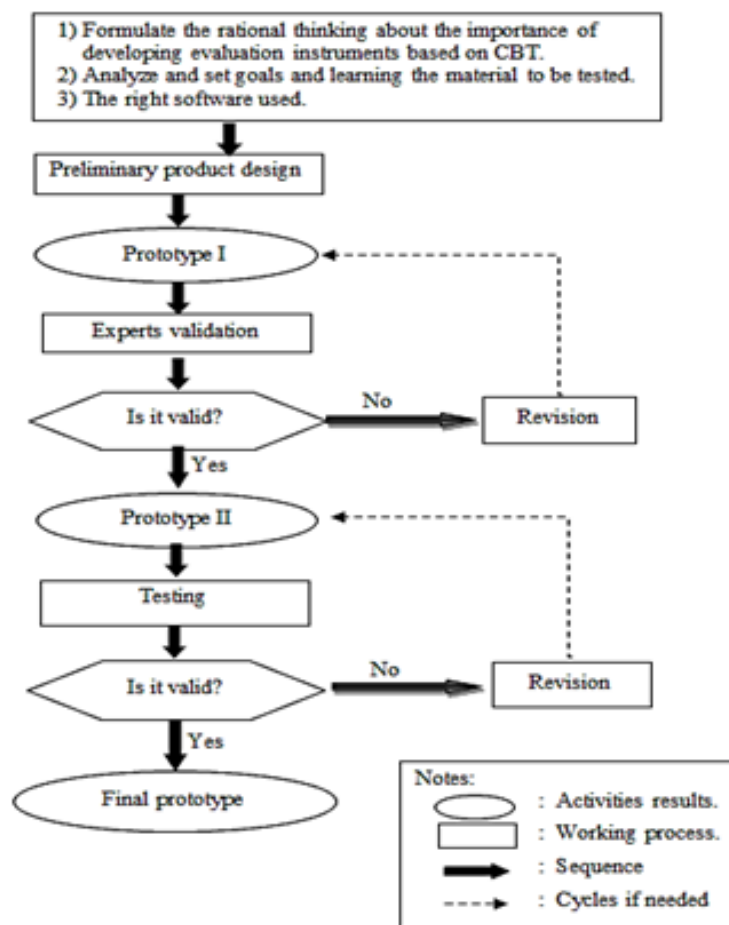 1) Formulate the rational thinking about the importance of
developing evaluation instruments based on CBT.
2) Analyze and set goals and learning the material to be tested.
3) The right software used.
Preliminary product design
Prototype I
Experts validation
Is it valid?
No
Revision
Yes
Prototype II
Testing
Is it valid?
No
Revision
Yes
Final prototype
Notes:
: Activities results.
: Working process.
: Sequence
: Cycles if needed